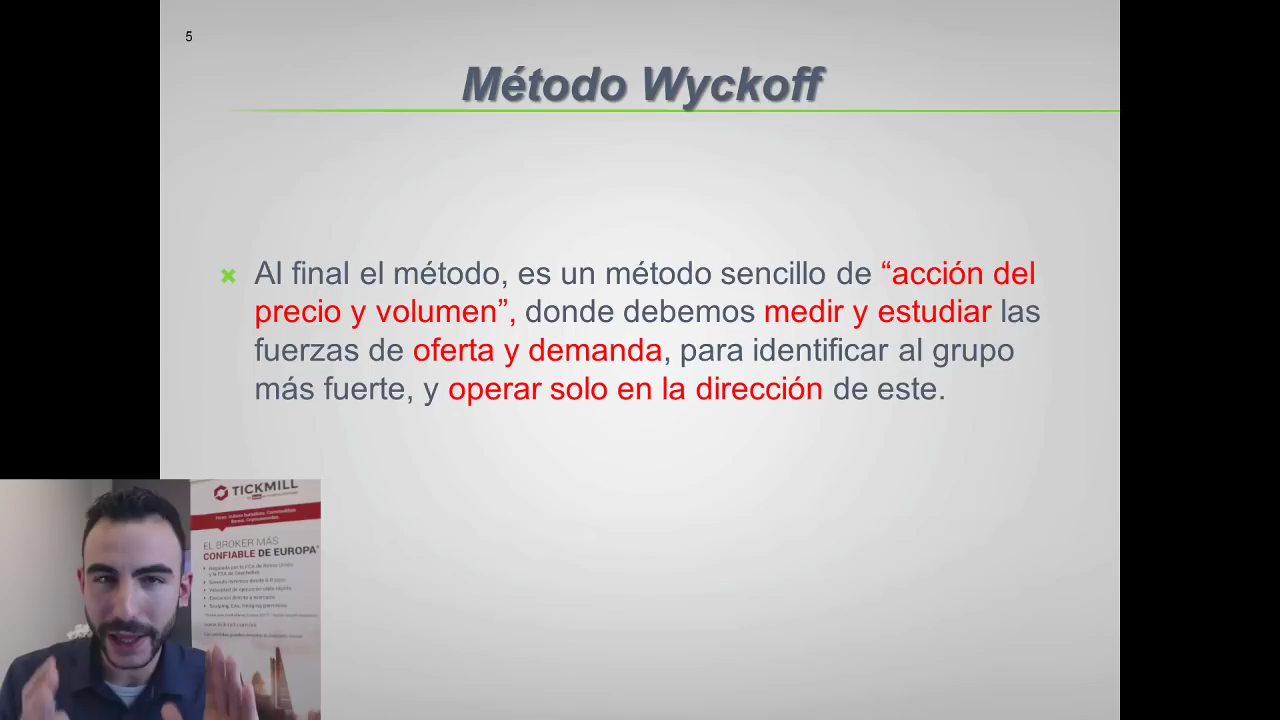 5
Método Wyckoff
Al final el método, es un método sencillo de “acción del
precio y volumen”, donde debemos medir y estudiar las
fuerzas de oferta y demanda, para identificar al grupo
más fuerte, y operar solo en la dirección de este.
TICKMILL
EL BROKER MÁS
CONFIABLE DE EUROPA